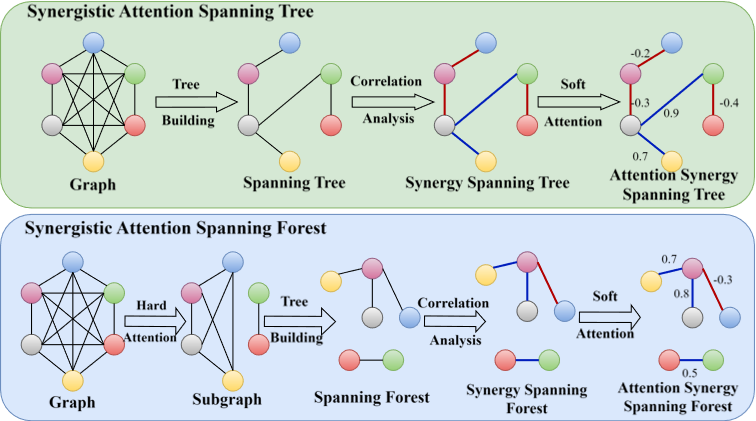 Synergistic Attention Spanning Tree
Tree
Building
Correlation
Analysis
Soft
Attention
-0.2
-0.3
0.9
-0.4
0.7
Graph
Spanning Tree
Synergy Spanning Tree
Attention Synergy
Spanning Tree
Synergistic Attention Spanning Forest
Hard
Attention
Tree
Building
Correlation
Analysis
Soft
Attention
0.7
0.8
-0.3
0.5
Graph
Subgraph
Spanning Forest
Synergy Spanning
Forest
Attention Synergy
Spanning Forest